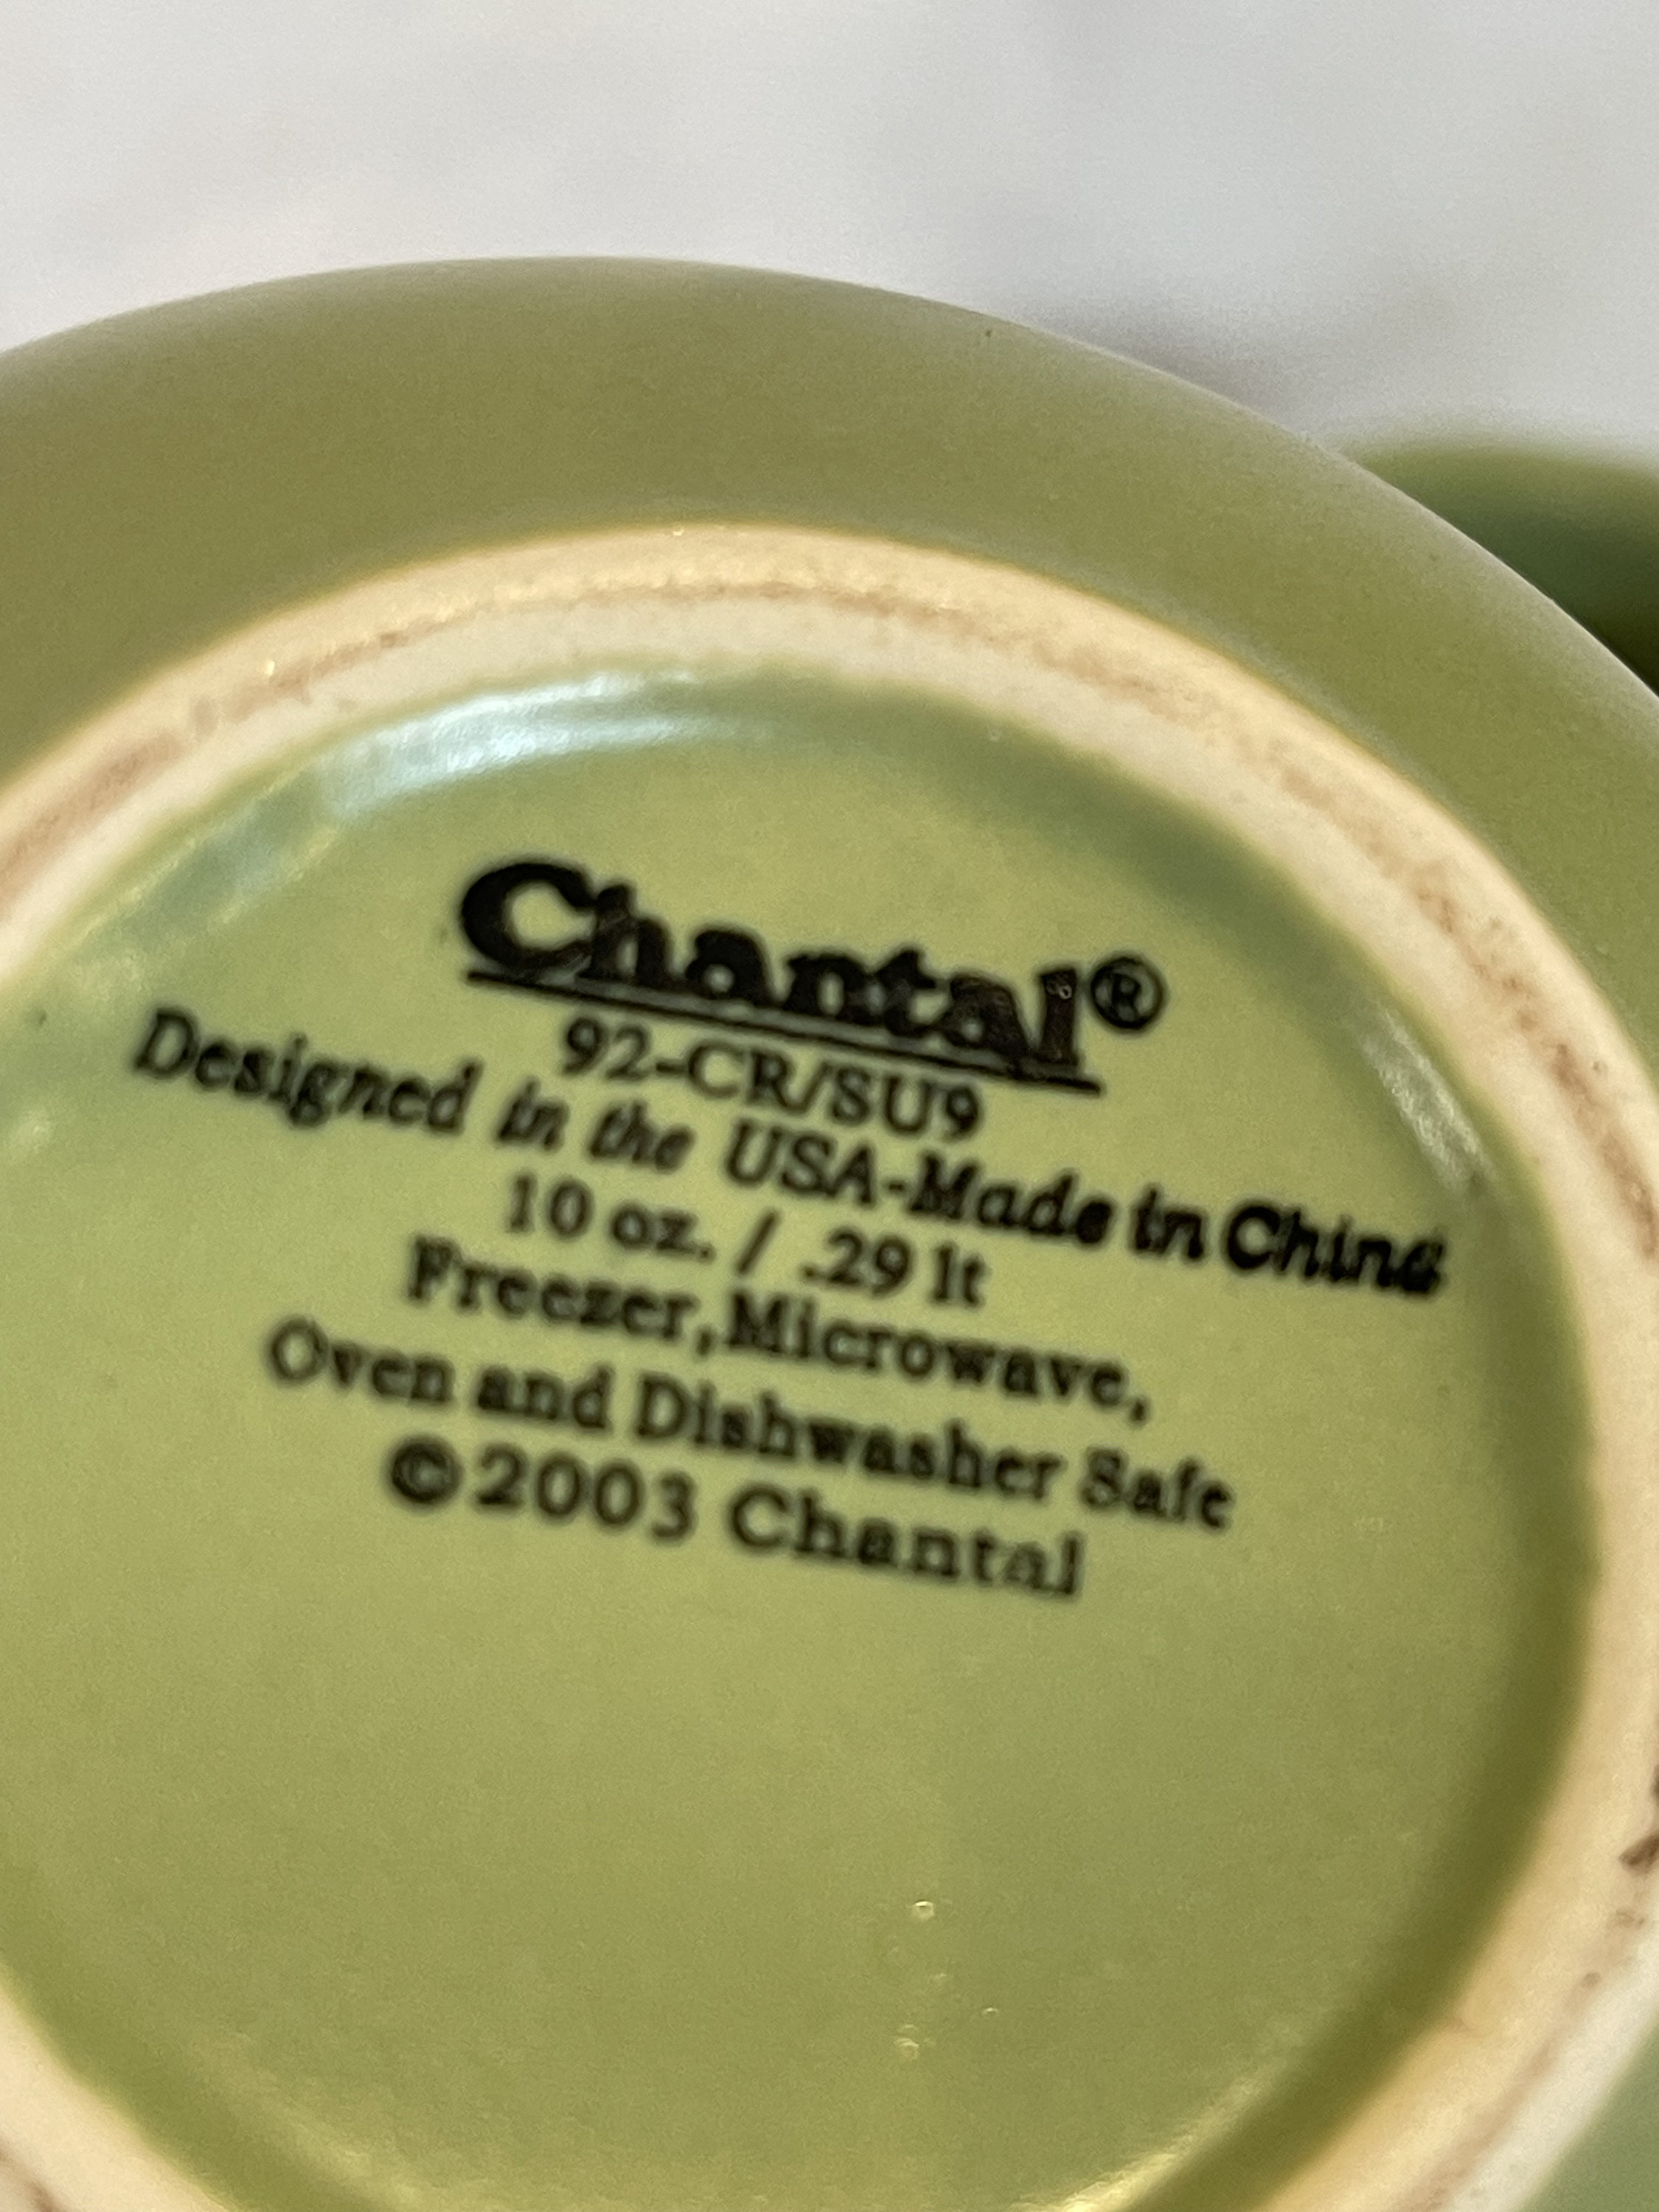 Chantal®
92-CR/SU9
Designed in the USA-Made in China
10 oz. / .29 lt
Freezer,Microwave,
Oven and Dishwasher Safe
©2003 Chantal